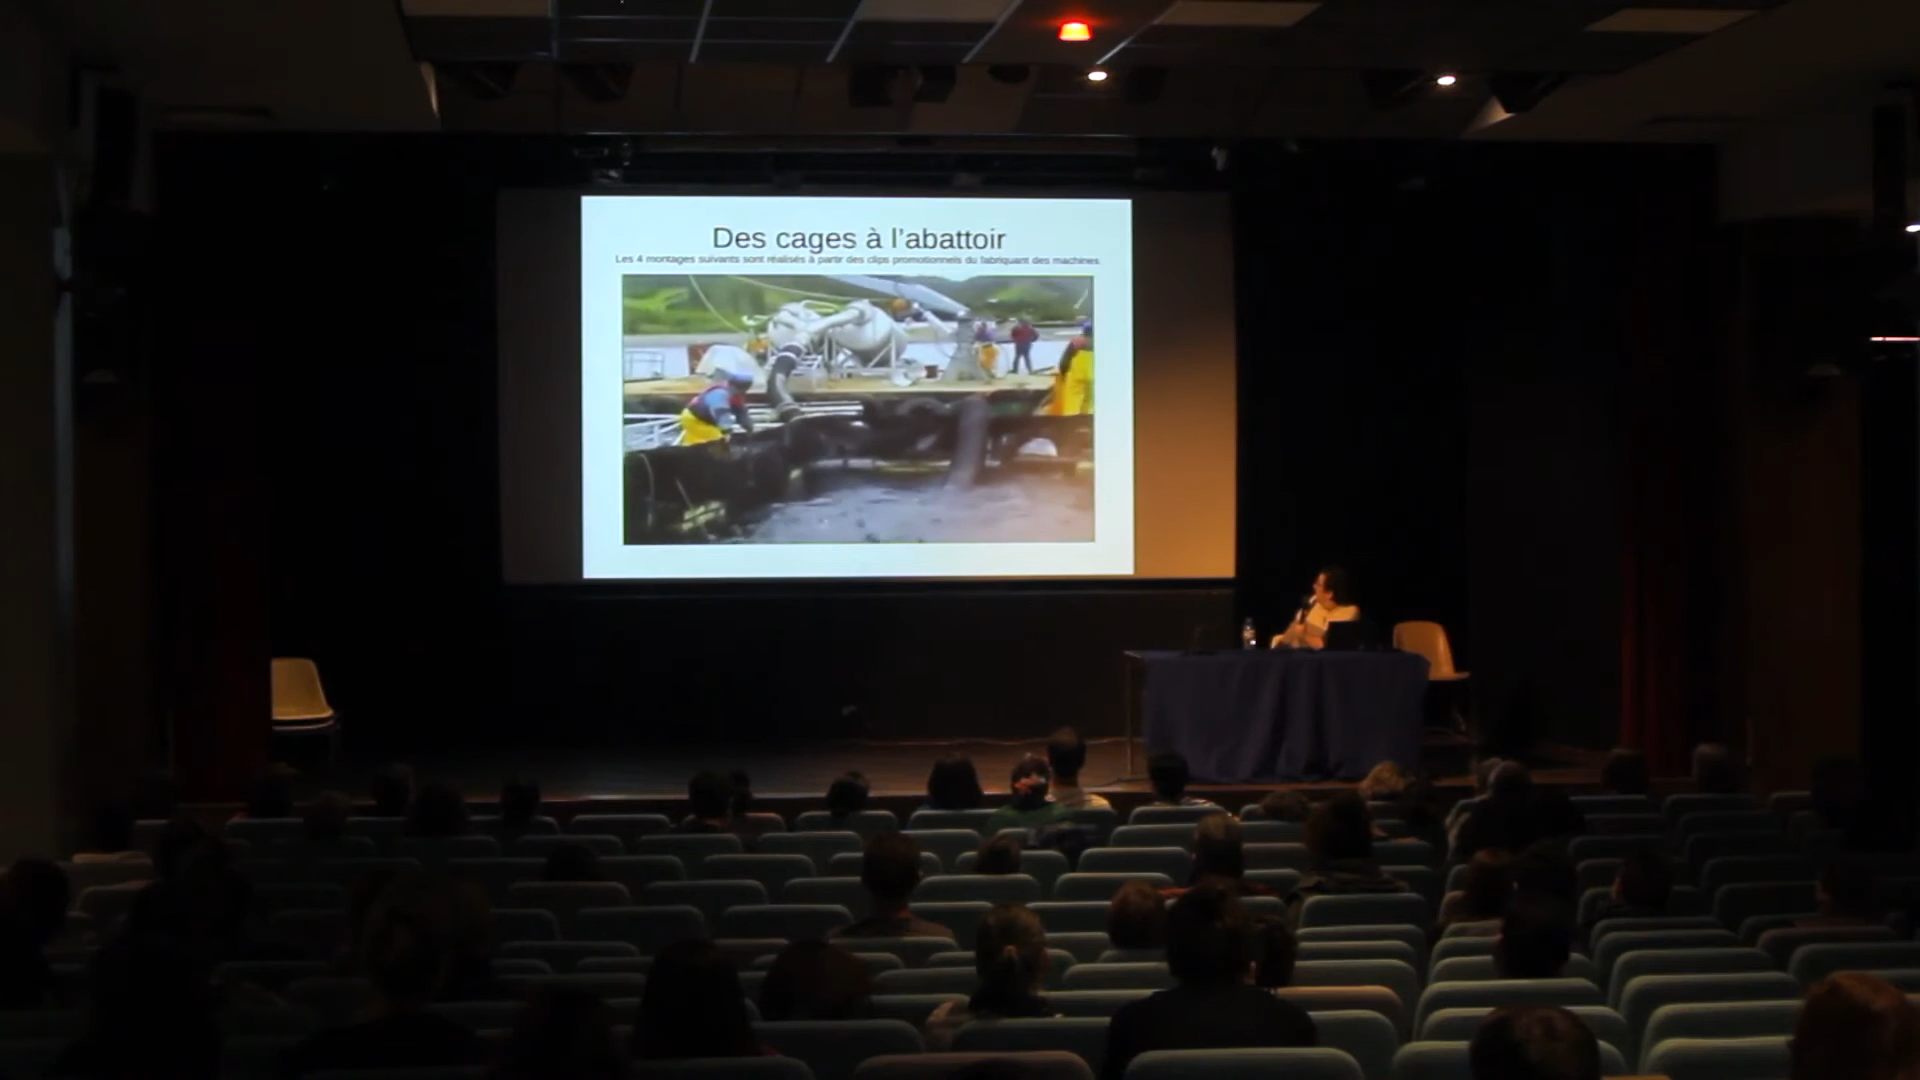 Des cages à l'abattoir
Les 4 montages suivants sont réalisés à partir des clips promotionnels du fabriquant des machines